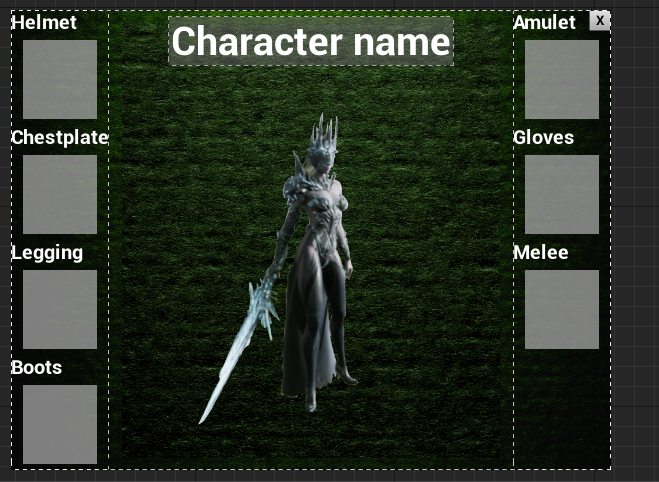 Helmet
Character name
Amulet
X
Chestplate
Gloves
Legging
Melee
Boots